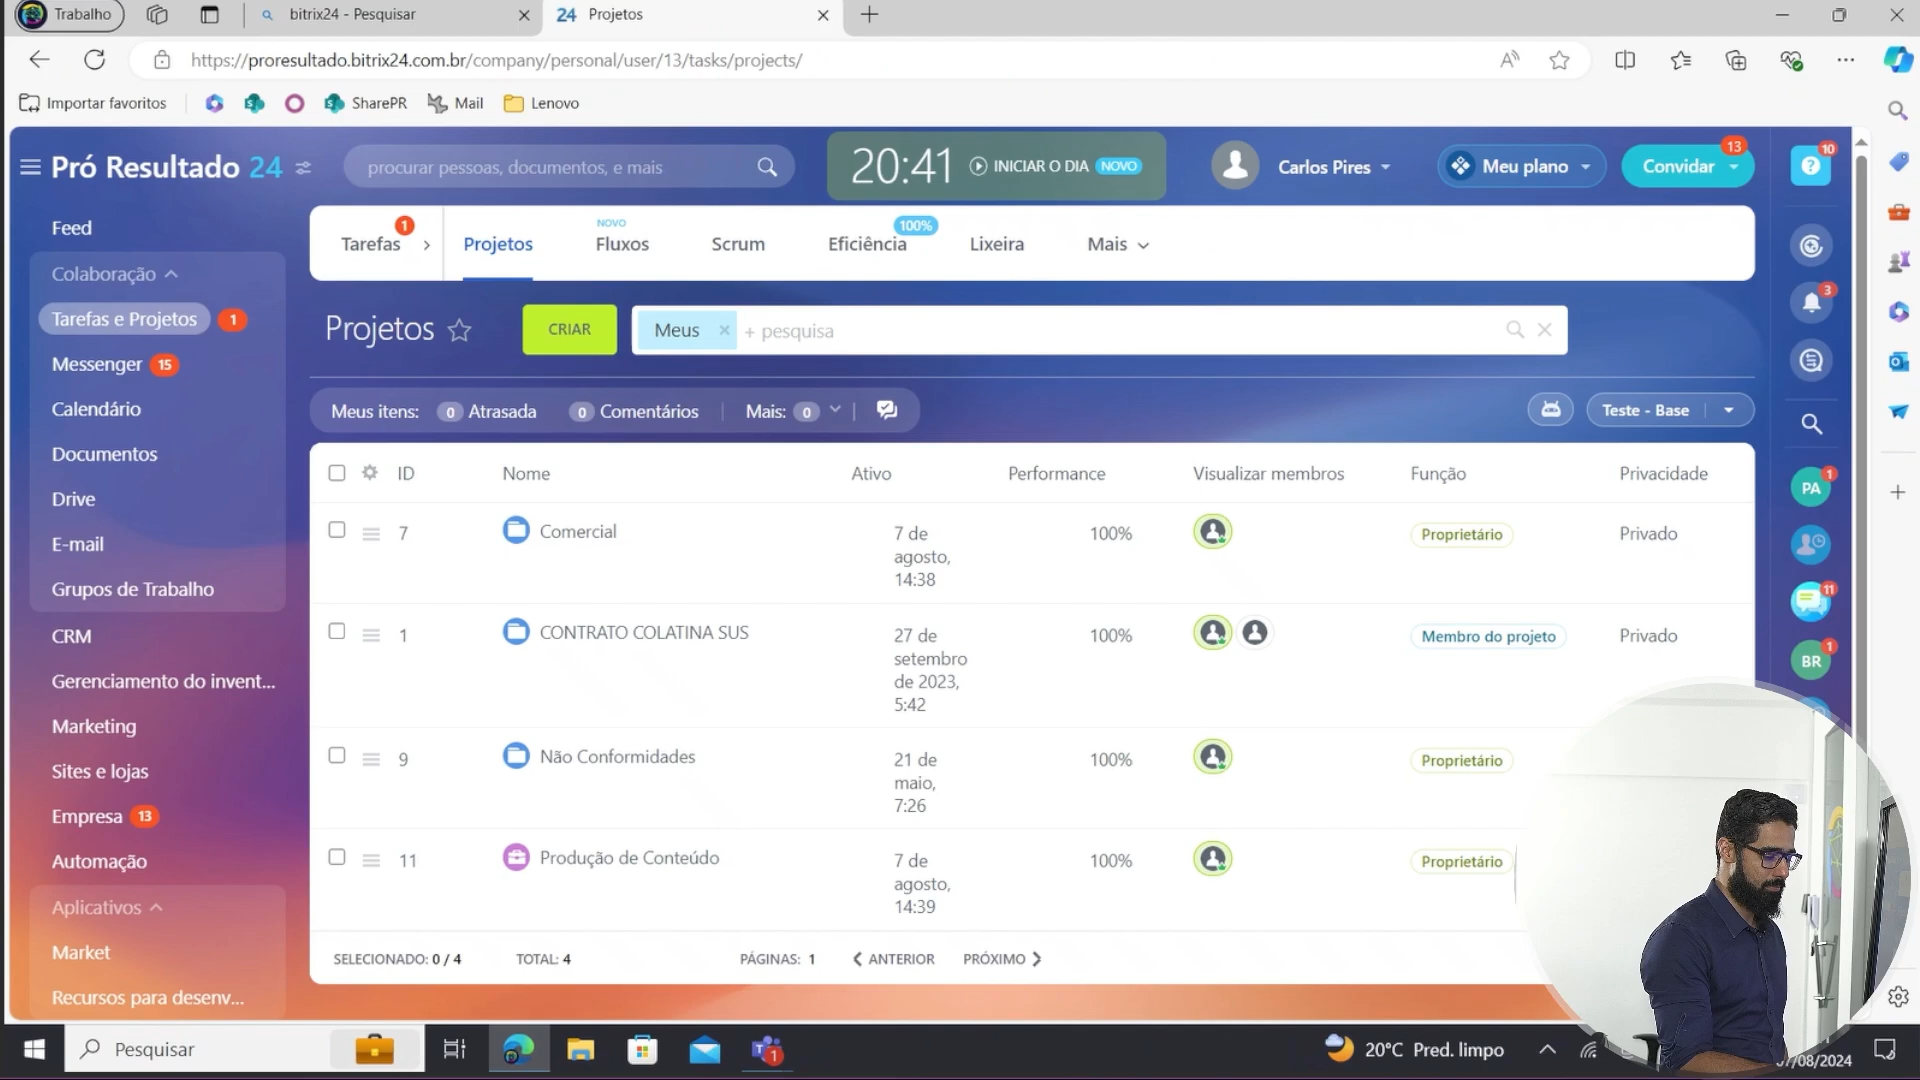 Trabalho
bitrix24 - Pesquisar
24 Projetos
https://proresultado.bitrix24.com.br/company/personal/user/13/tasks/projects/
Importar favoritos
SharePR
Mail
Lenovo
Pró Resultado 24
procurar pessoas, documentos, e mais
20:41 INICIAR O DIA NOVO
Carlos Pires
Meu plano
Convidar
13
10
Feed
Colaboração
Tarefas e Projetos 1
Messenger 15
Calendário
Documentos
Drive
E-mail
Grupos de Trabalho
CRM
Gerenciamento do invent...
Marketing
Sites e lojas
Empresa 13
Automação
Aplicativos
Market
Recursos para desenv...
Tarefas 1
Projetos
NOVO
Fluxos
Scrum
Eficiência 100%
Lixeira
Mais
Projetos
CRIAR
Meus
+ pesquisa
Meus itens: 0 Atrasada 0 Comentários Mais: 0
Teste - Base
ID Nome Ativo Performance Visualizar membros Função Privacidade
7 Comercial 7 de agosto, 14:38 100% Proprietário Privado
1 CONTRATO COLATINA SUS 27 de setembro de 2023, 5:42 100% Membro do projeto Privado
9 Não Conformidades 21 de maio, 7:26 100% Proprietário
11 Produção de Conteúdo 7 de agosto, 14:39 100% Proprietário
SELECIONADO: 0 / 4 TOTAL: 4 PÁGINAS: 1 ANTERIOR PRÓXIMO
3
PA 1
11
BR 1
Pesquisar
1
20°C Pred. limpo
/08/2024